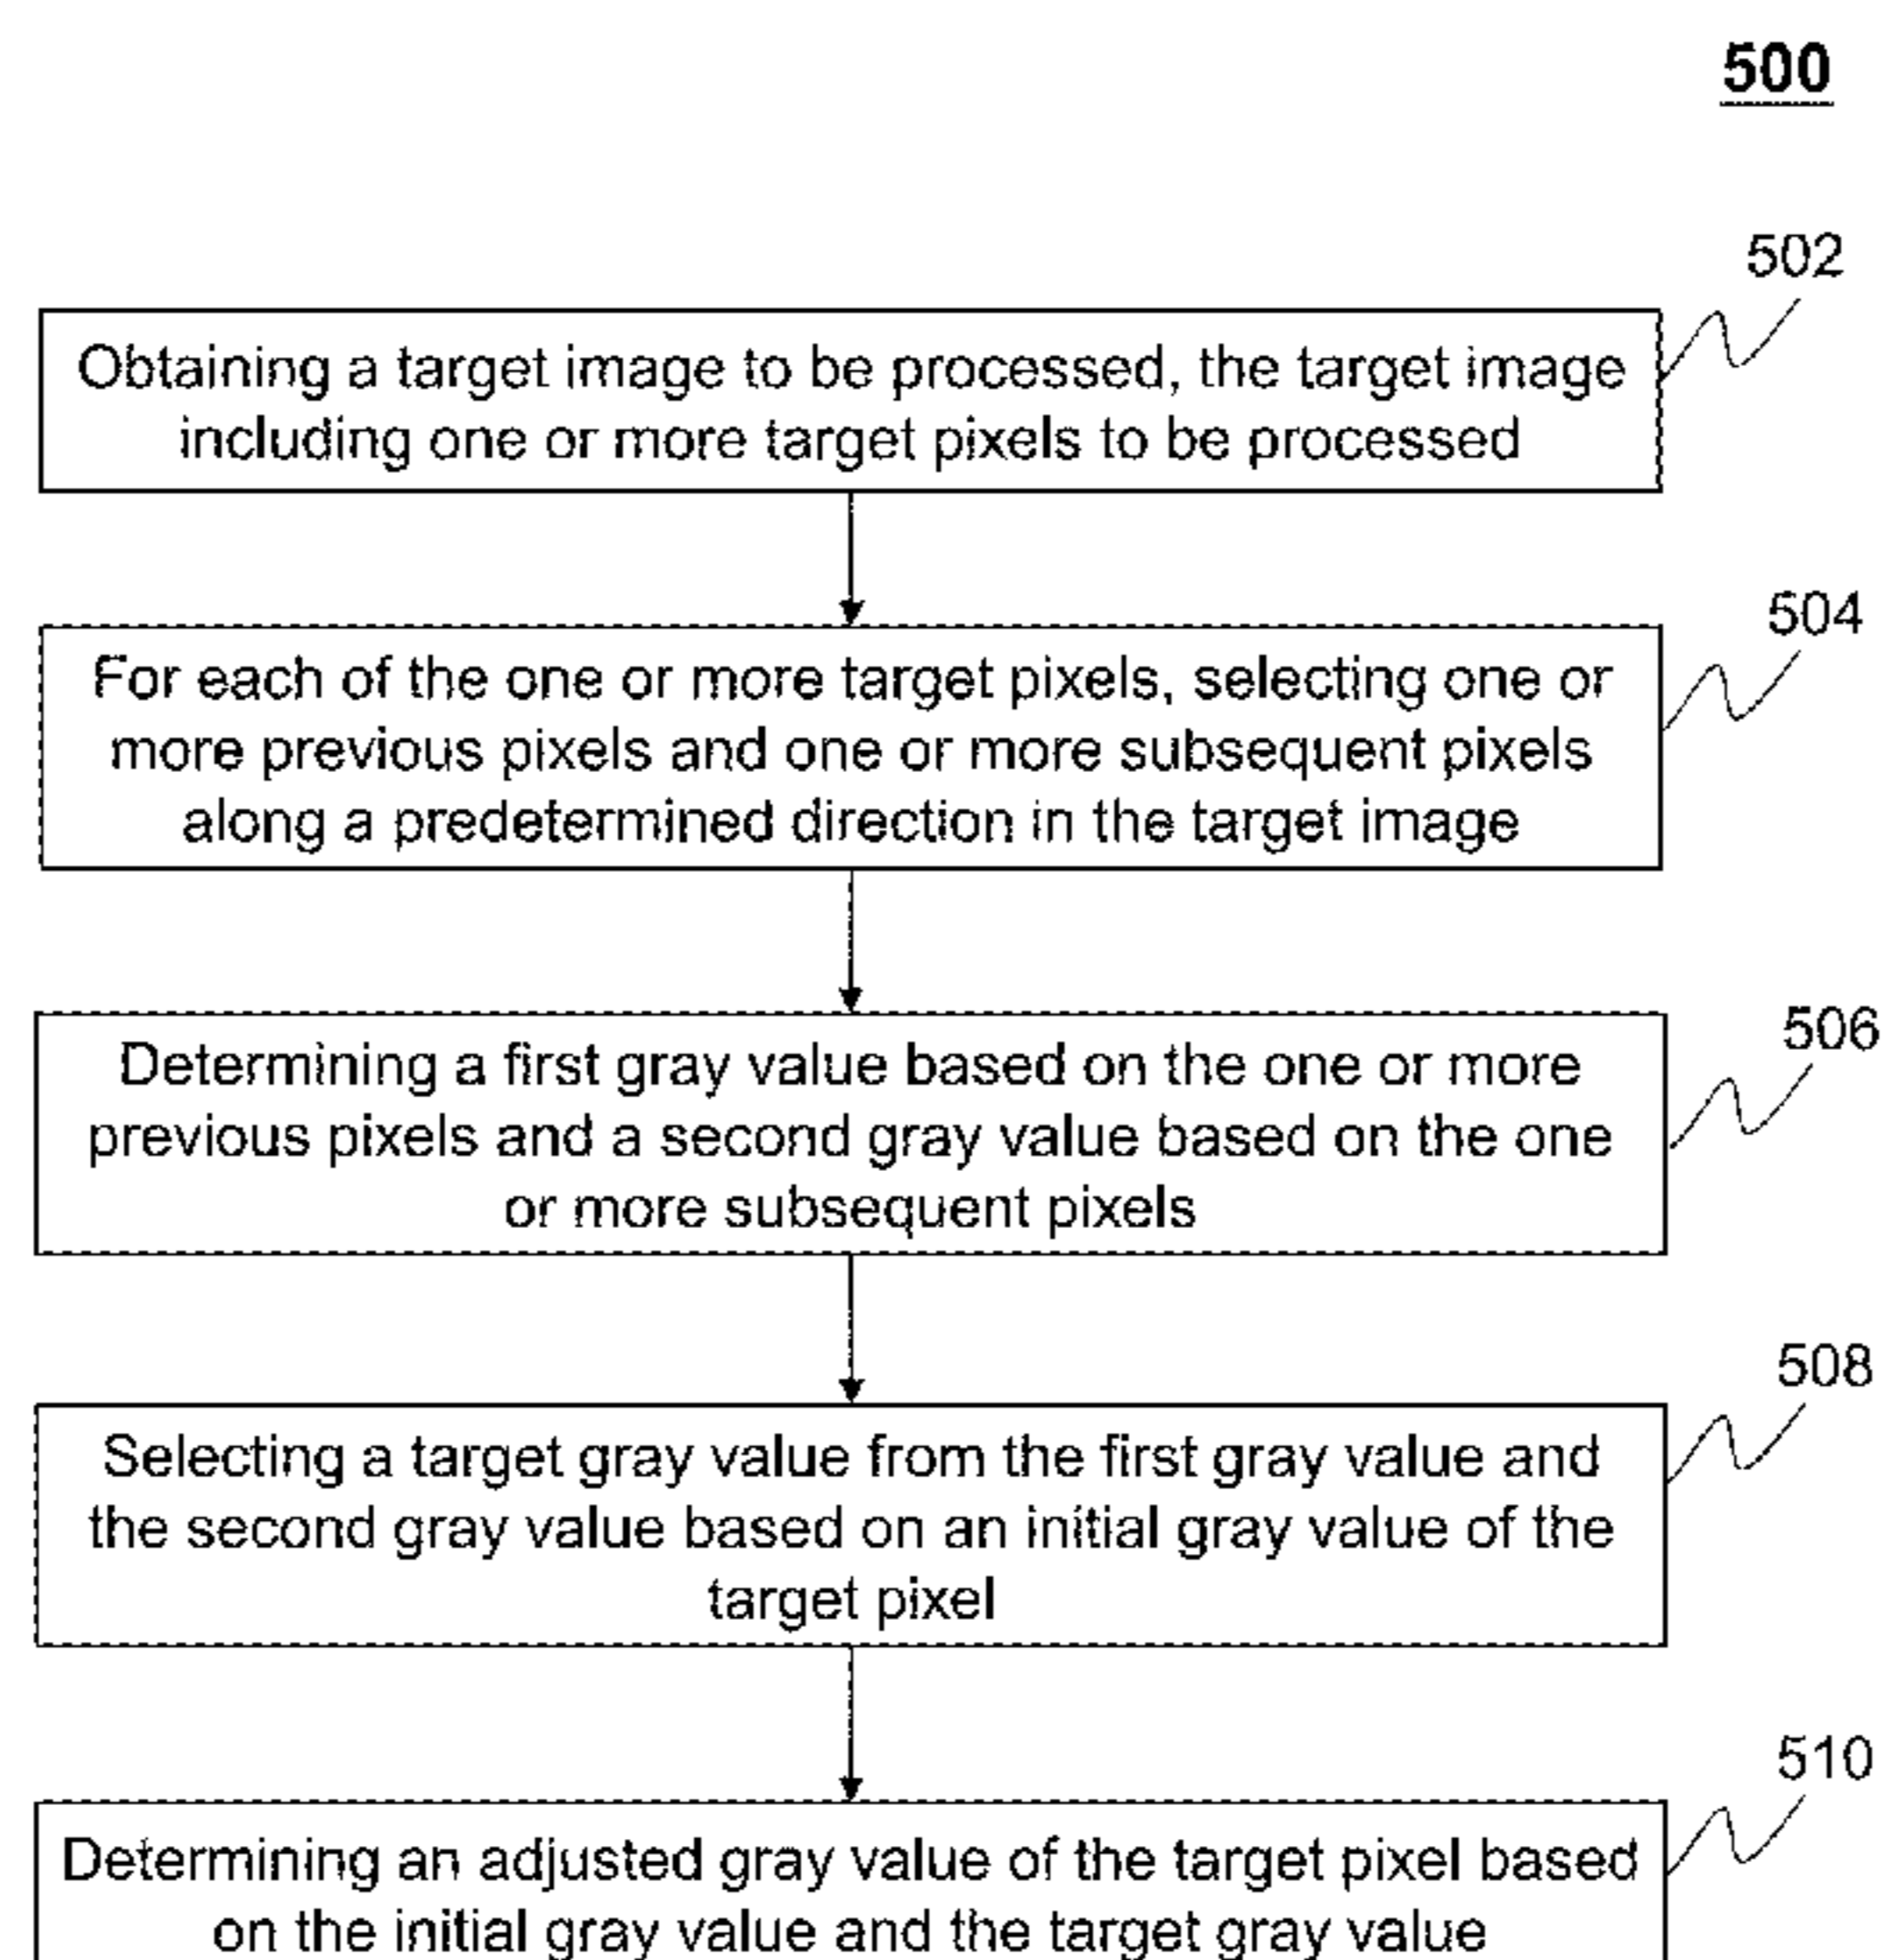 500
502
Obtaining a target image to be processed, the target image
including one or more target pixels to be processed
504
For each of the one or more target pixels, selecting one or
more previous pixels and one or more subsequent pixels
along a predetermined direction in the target image
506
Determining a first gray value based on the one or more
previous pixels and a second gray value based on the one
or more subsequent pixels
508
Selecting a target gray value from the first gray value and
the second gray value based on an initial gray value of the
target pixel
510
Determining an adjusted gray value of the target pixel based
on the initial gray value and the target gray value